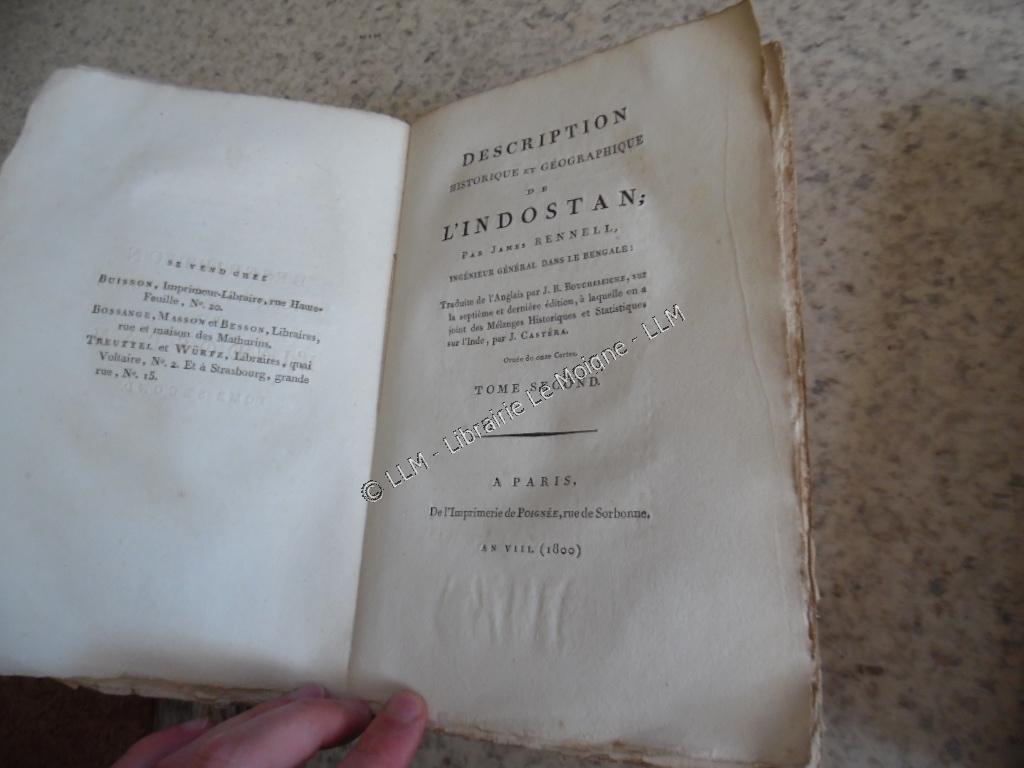 SE VEND CHEZ
BUISSON, Imprimeur-Libraire, rue Haute-
Feuille, No. 20.
BOSSANGE, MASSON et BESSON, Libraires,
rue et maison des Mathurins.
TREUTTEL et WÜRTZ, Libraires, quai
Voltaire, No. 2. Et à Strasbourg, grande
rue, No. 15.
DESCRIPTION
HISTORIQUE ET GÉOGRAPHIQUE
DE
L'INDOSTAN;
PAR JAMES RENNELL,
INGÉNIEUR GÉNÉRAL DANS LE BENGALE:
Traduite de l'Anglais par J. B. BOUCHESEICHE, sur
la septième et dernière édition, à laquelle on a
joint des Mélanges Historiques et Statistiques
sur l'Inde, par J. CASTÉRA.
Ornée de onze Cartes.
TOME SECOND.
A PARIS,
De l'Imprimerie de POIGNÉE, rue de Sorbonne,
AN VIII. (1800)
© LLM - Librairie Le Moigne - LLM